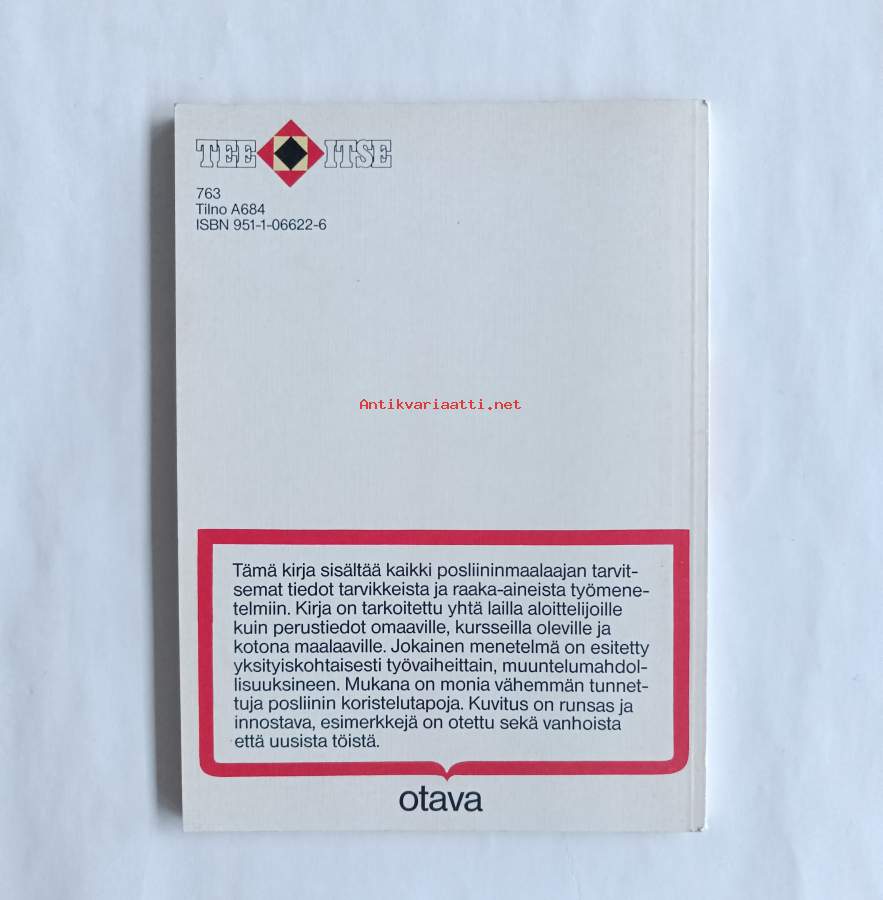 TEE ITSE
763
Tilno A684
ISBN 951-1-06622-6
Antikvariaatti.net
Tämä kirja sisältää kaikki posliininmaalaajan tarvit-
semat tiedot tarvikkeista ja raaka-aineista työmene-
telmiin. Kirja on tarkoitettu yhtä lailla aloittelijoille
kuin perustiedot omaaville, kursseilla oleville ja
kotona maalaaville. Jokainen menetelmä on esitetty
yksityiskohtaisesti työvaiheittain, muuntelumahdol-
lisuuksineen. Mukana on monia vähemmän tunnet-
tuja posliinin koristelutapoja. Kuvitus on runsas ja
innostava, esimerkkejä on otettu sekä vanhoista
että uusista töistä.
otava